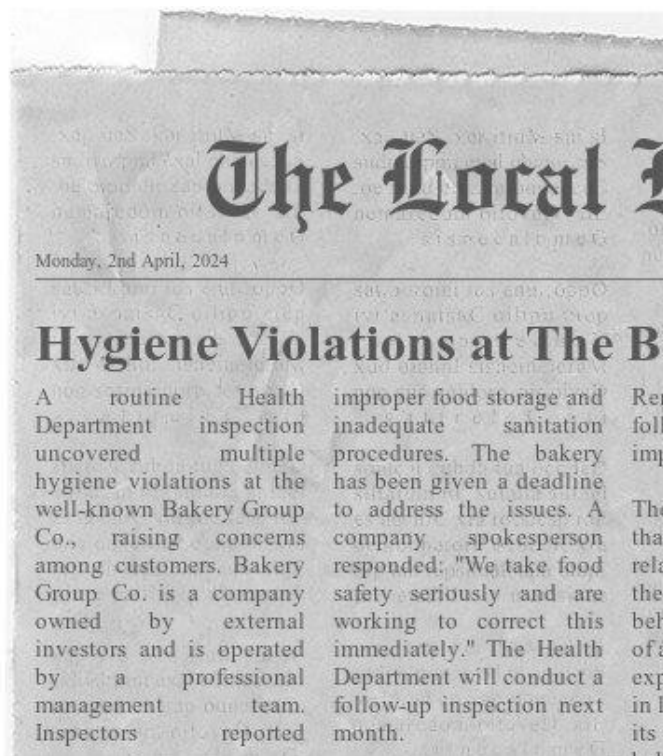 The Local
Monday, 2nd April, 2024
Hygiene Violations at The
A routine Health
Department inspection
uncovered multiple
hygiene violations at the
well-known Bakery Group
Co., raising concerns
among customers. Bakery
Group Co. is a company
owned by external
investors and is operated
by a professional
management team.
Inspectors reported
improper food storage and
inadequate sanitation
procedures. The bakery
has been given a deadline
to address the issues. A
company spokesperson
responded: "We take food
safety seriously and are
working to correct this
immediately." The Health
Department will conduct a
follow-up inspection next
month.